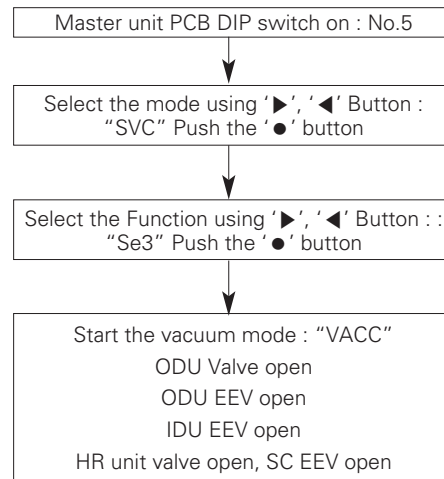 Master unit PCB DIP switch on : No.5
Select the mode using ‘▶’, ‘◀’ Button :
“SVC” Push the ‘●’ button
Select the Function using ‘▶’, ‘◀’ Button : :
“Se3” Push the ‘●’ button
Start the vacuum mode : “VACC”
ODU Valve open
ODU EEV open
IDU EEV open
HR unit valve open, SC EEV open